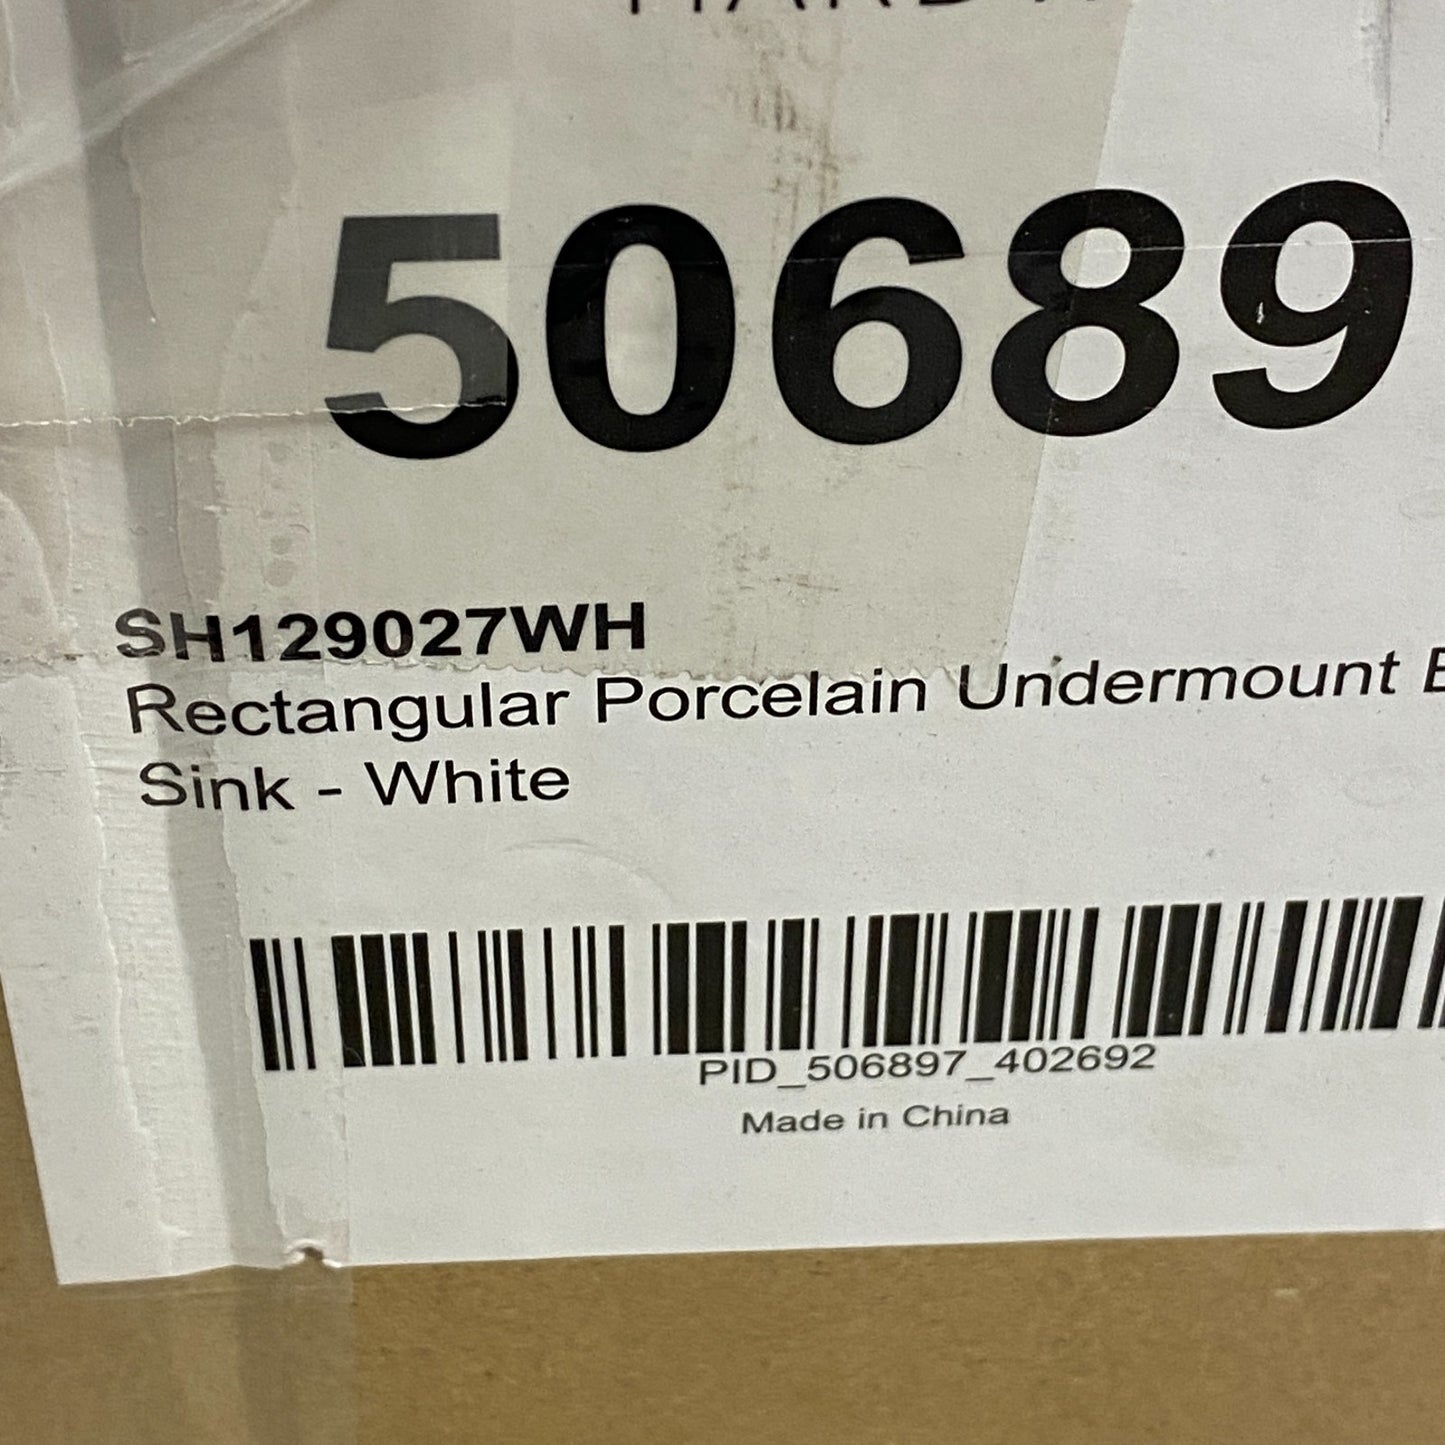 50689
SH129027WH
Rectangular Porcelain Undermount
Sink - White
PID_506897_402692
Made in China